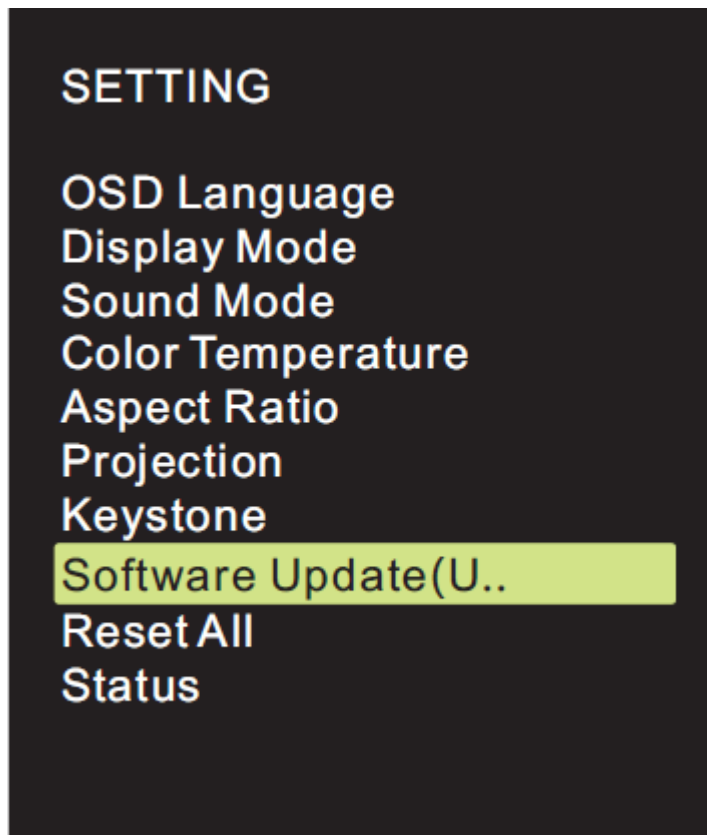 SETTING
OSD Language
Display Mode
Sound Mode
Color Temperature
Aspect Ratio
Projection
Keystone
Software Update(U..
Reset All
Status